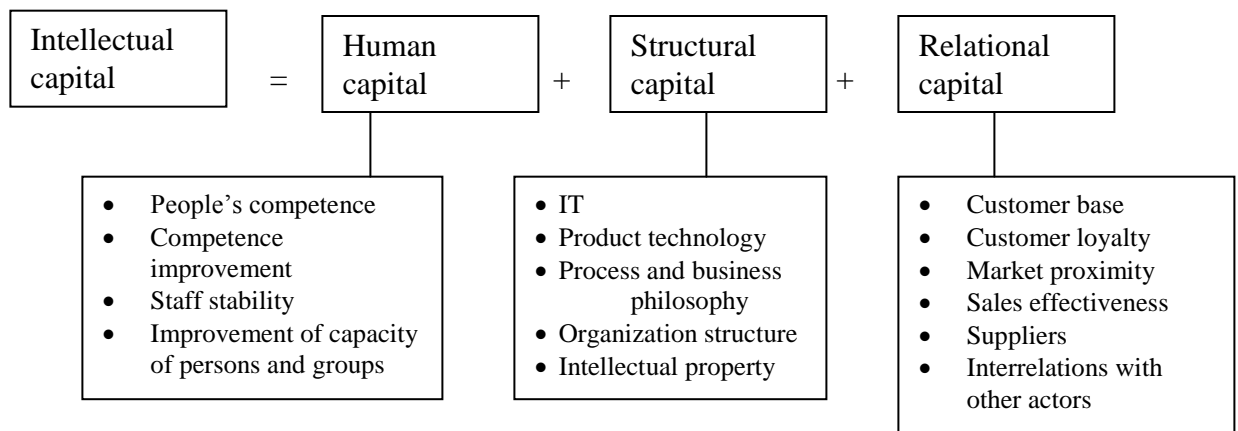 Intellectual
capital
=
Human
capital
+
Structural
capital
+
Relational
capital
• People’s competence
• Competence
improvement
• Staff stability
• Improvement of capacity
of persons and groups
• IT
• Product technology
• Process and business
philosophy
• Organization structure
• Intellectual property
• Customer base
• Customer loyalty
• Market proximity
• Sales effectiveness
• Suppliers
• Interrelations with
other actors